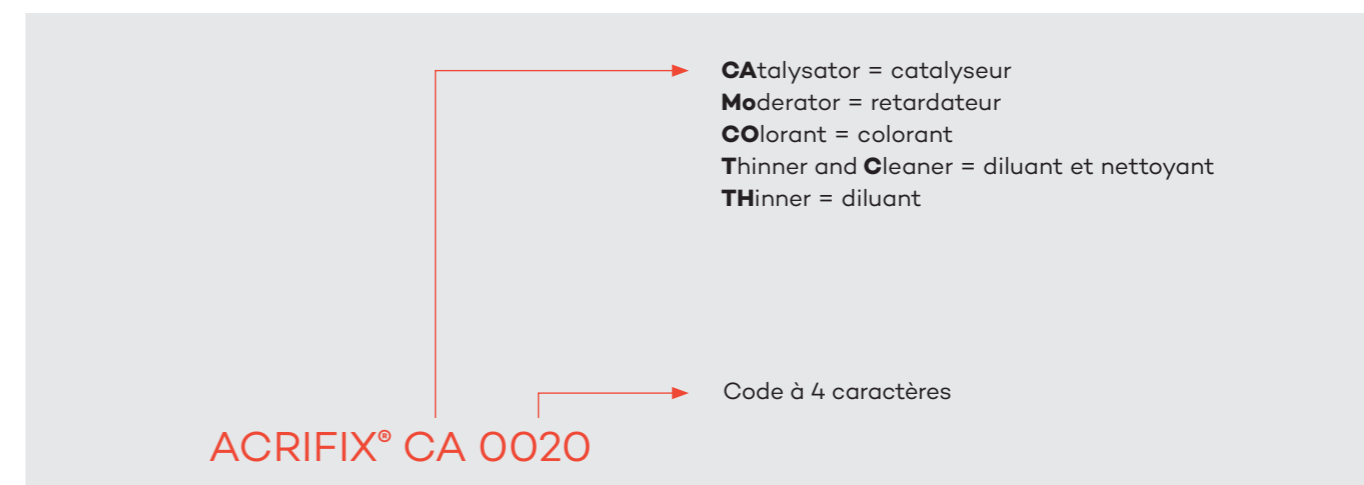 CAtalysator = catalyseur
Moderator = retardateur
COlorant = colorant
Thinner and Cleaner = diluant et nettoyant
THinner = diluant
Code à 4 caractères
ACRIFIX® CA 0020